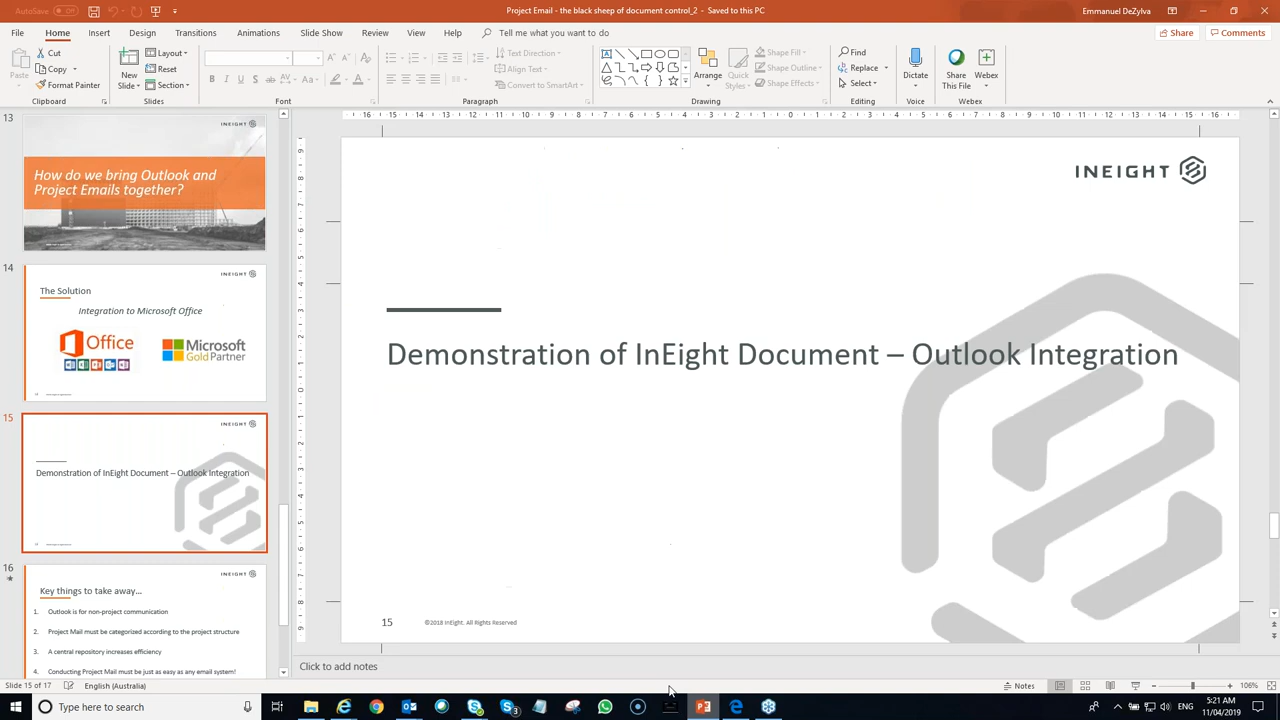 AutoSave Off
Project Email - the black sheep of document control_2 - Saved to this PC
Emmanuel Drivas
File Home Insert Design Transitions Animations Slide Show Review View Help Tell me what you want to do
Share Comments
Paste
Cut
Copy
Format Painter
Clipboard
New
Slide
Layout
Reset
Section
Slides
Font
Text Direction
Align Text
Convert to SmartArt
Paragraph
Arrange
Quick
Styles
Shape Fill
Shape Outline
Shape Effects
Drawing
Find
Replace
Select
Editing
Dictate
Voice
Share
This File
Webex
Webex
13
INEIGHT
How do we bring Outlook and
Project Emails together?
14
INEIGHT
The Solution
Integration to Microsoft Office
Office
Microsoft
Gold Partner
15
INEIGHT
Demonstration of InEight Document – Outlook Integration
16
INEIGHT
Key things to take away…
1. Outlook is for non-project communication
2. Project Mail must be categorized according to the project structure
3. A central repository increases efficiency
4. Conducting Project Mail must be just as easy as any email system!
INEIGHT
Demonstration of InEight Document – Outlook Integration
15
©2018 InEight. All Rights Reserved
Click to add notes
Slide 15 of 17
English (Australia)
Notes
106%
Type here to search
5:21 AM
11/04/2019